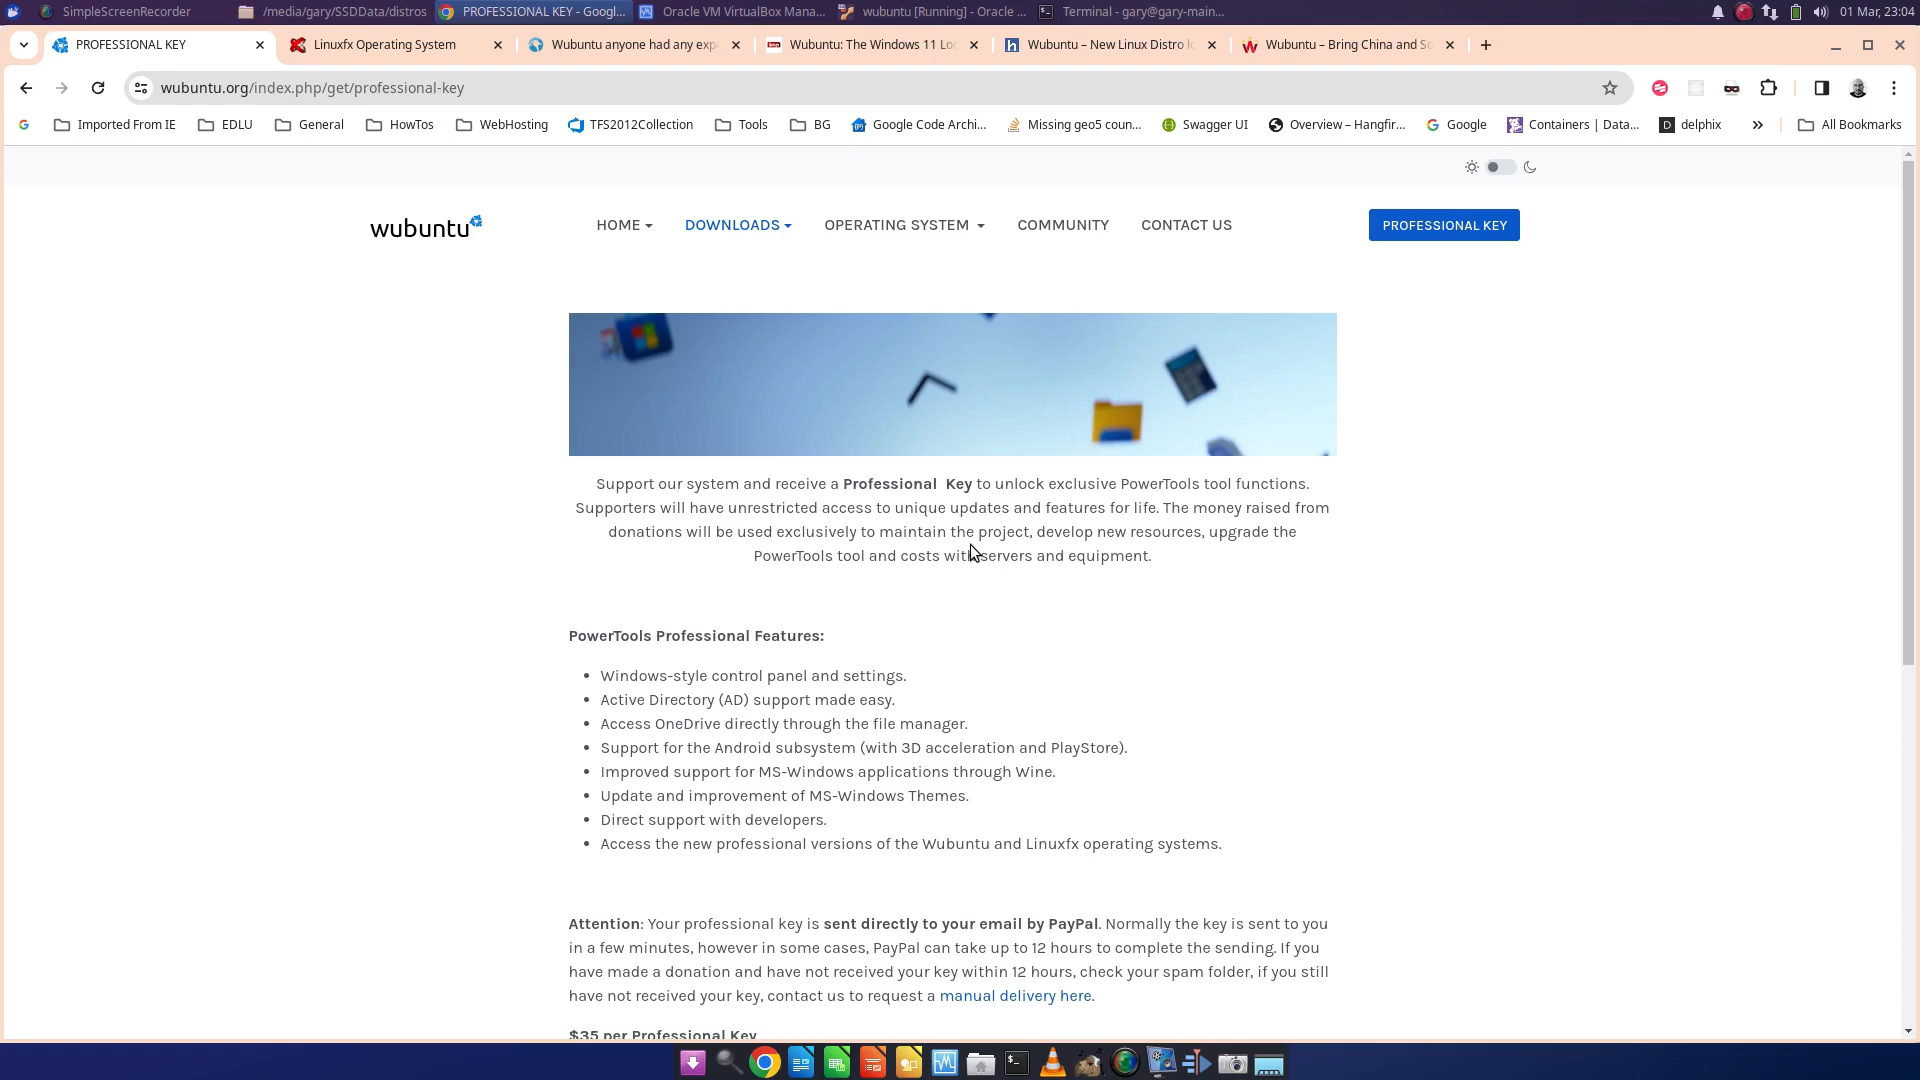 SimpleScreenRecorder
/media/gary/SSDData/distros
PROFESSIONAL KEY - Googl...
Oracle VM VirtualBox Mana...
wubuntu [Running] - Oracle ...
Terminal - gary@gary-main...
01 Mar, 23:04
PROFESSIONAL KEY
Linuxfx Operating System
Wubuntu anyone had any exp
Wubuntu: The Windows 11 Lo
Wubuntu – New Linux Distro lo
Wubuntu – Bring China and So
wubuntu.org/index.php/get/professional-key
Imported From IE
EDLU
General
HowTos
WebHosting
TFS2012Collection
Tools
BG
Google Code Archi...
Missing geo5 coun...
Swagger UI
Overview – Hangfir...
Google
Containers | Data...
delphix
All Bookmarks
wubuntu
HOME
DOWNLOADS
OPERATING SYSTEM
COMMUNITY
CONTACT US
PROFESSIONAL KEY
Support our system and receive a Professional Key to unlock exclusive PowerTools tool functions.
Supporters will have unrestricted access to unique updates and features for life. The money raised from
donations will be used exclusively to maintain the project, develop new resources, upgrade the
PowerTools tool and costs with servers and equipment.
PowerTools Professional Features:
• Windows-style control panel and settings.
• Active Directory (AD) support made easy.
• Access OneDrive directly through the file manager.
• Support for the Android subsystem (with 3D acceleration and PlayStore).
• Improved support for MS-Windows applications through Wine.
• Update and improvement of MS-Windows Themes.
• Direct support with developers.
• Access the new professional versions of the Wubuntu and Linuxfx operating systems.
Attention: Your professional key is sent directly to your email by PayPal. Normally the key is sent to you
in a few minutes, however in some cases, PayPal can take up to 12 hours to complete the sending. If you
have made a donation and have not received your key within 12 hours, check your spam folder, if you still
have not received your key, contact us to request a manual delivery here.
$35 per Professional Key